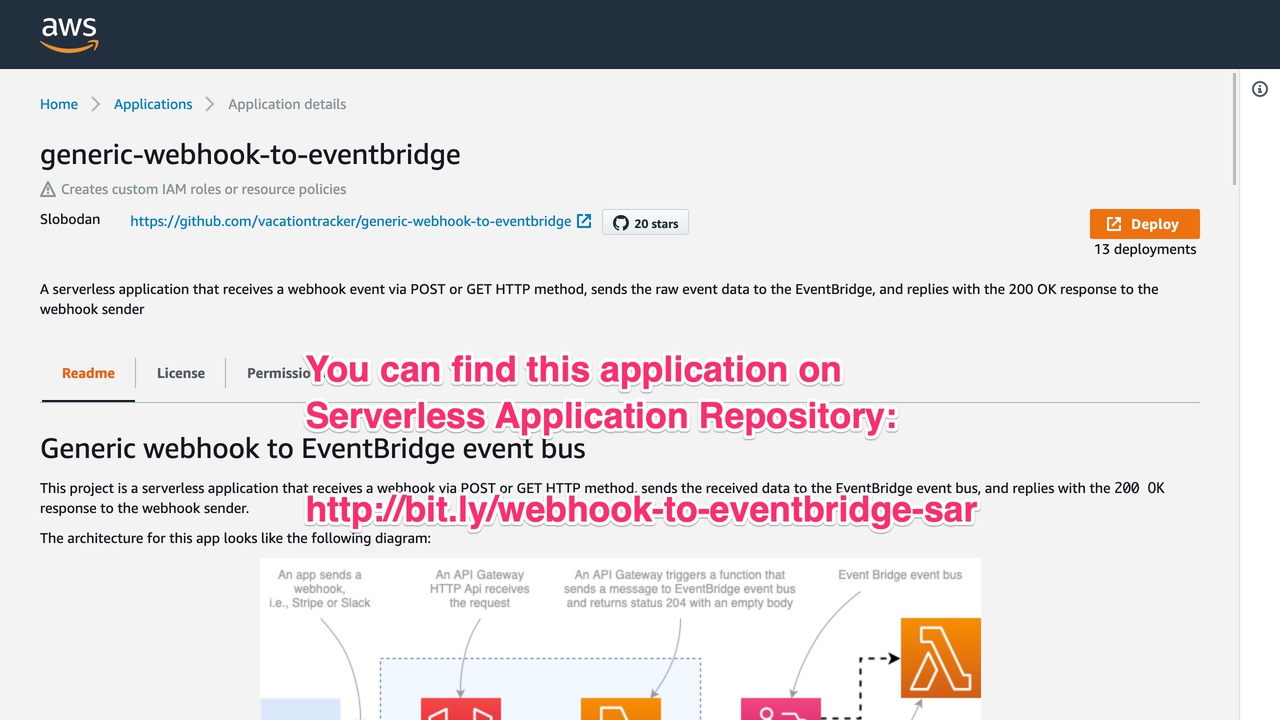 aws
Home
Applications
Application details
generic-webhook-to-eventbridge
Creates custom IAM roles or resource policies
Slobodan
https://github.com/vacationtracker/generic-webhook-to-eventbridge
20 stars
Deploy
13 deployments
A serverless application that receives a webhook event via POST or GET HTTP method, sends the raw event data to the EventBridge, and replies with the 200 OK response to the
webhook sender
You can find this application on
Readme
License
Serverless Application Repository:
Generic webhook to EventBridge event bus
This project is a serverless application that receives a webhook via POST or GET HTTP method, sends the received data to the EventBridge event bus, and replies with the 200 OK
response to the webhook sender.
http://bit.ly/webhook-to-eventbridge-sar
The architecture for this app looks like the following diagram:
An app sends a
webhook,
i.e., Stripe or Slack
An API Gateway
HTTP Api receives
the request
An API Gateway triggers a function that
sends a message to EventBridge event bus
and returns status 204 with an empty body
Event Bridge event bus